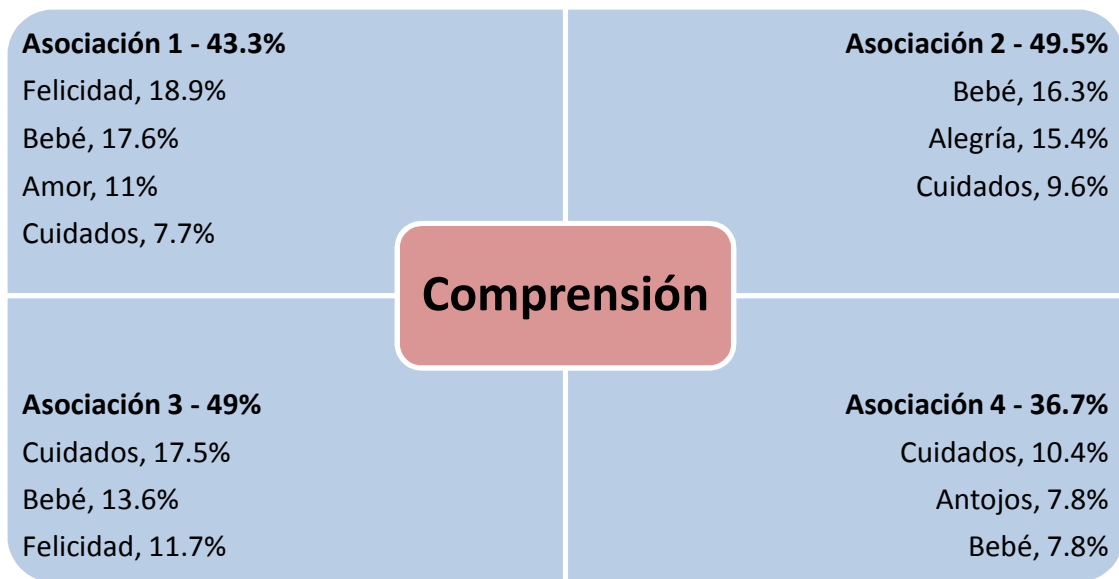 Asociación 1 - 43.3%
Felicidad, 18.9%
Bebé, 17.6%
Amor, 11%
Cuidados, 7.7%
Asociación 2 - 49.5%
Bebé, 16.3%
Alegría, 15.4%
Cuidados, 9.6%
Comprensión
Asociación 3 - 49%
Cuidados, 17.5%
Bebé, 13.6%
Felicidad, 11.7%
Asociación 4 - 36.7%
Cuidados, 10.4%
Antojos, 7.8%
Bebé, 7.8%